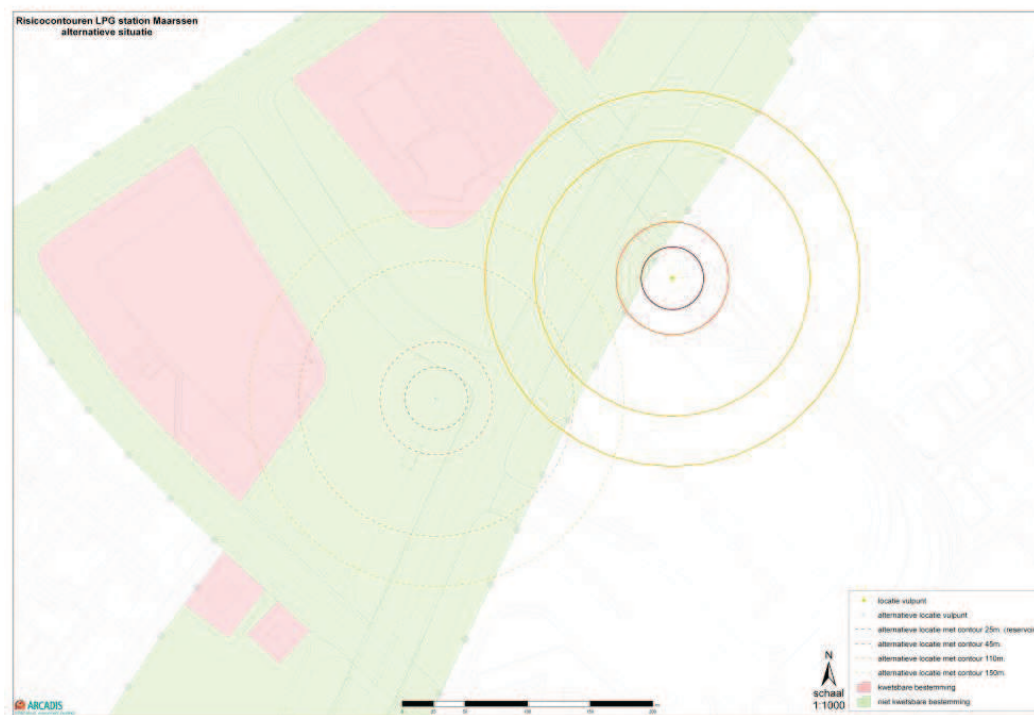 Risicocontouren LPG station Maarssen
alternatieve situatie
locatie vulpunt
alternatieve locatie vulpunt
alternatieve locatie met contour 25m. (reservoir
alternatieve locatie met contour 45m.
alternatieve locatie met contour 110m.
alternatieve locatie met contour 150m.
kwetsbare bestemming
niet kwetsbare bestemming
N
schaal
1:1000
ARCADIS